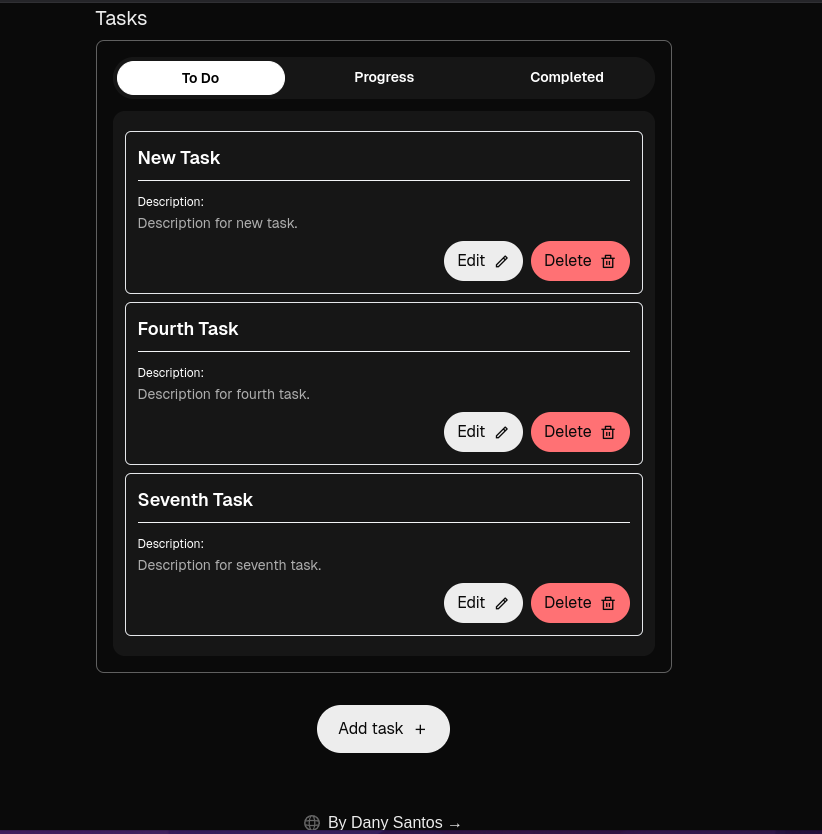 Tasks
To Do Progress Completed
New Task
Description:
Description for new task.
Edit Delete
Fourth Task
Description:
Description for fourth task.
Edit Delete
Seventh Task
Description:
Description for seventh task.
Edit Delete
Add task +
By Dany Santos →